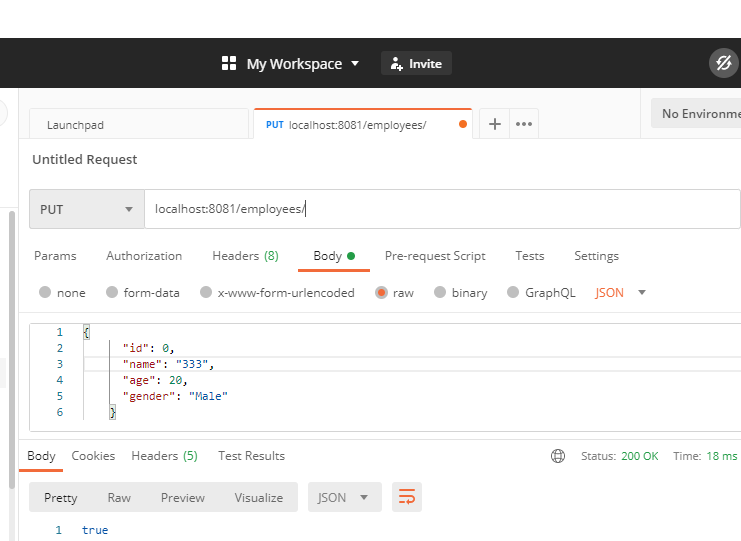 My Workspace Invite
Launchpad PUT localhost:8081/employees/ No Environme
Untitled Request
PUT localhost:8081/employees/
Params Authorization Headers (8) Body Pre-request Script Tests Settings
none form-data x-www-form-urlencoded raw binary GraphQL JSON
1 {
2 "id": 0,
3 "name": "333",
4 "age": 20,
5 "gender": "Male"
6 }
Body Cookies Headers (5) Test Results Status: 200 OK Time: 18 ms
Pretty Raw Preview Visualize JSON
1 true